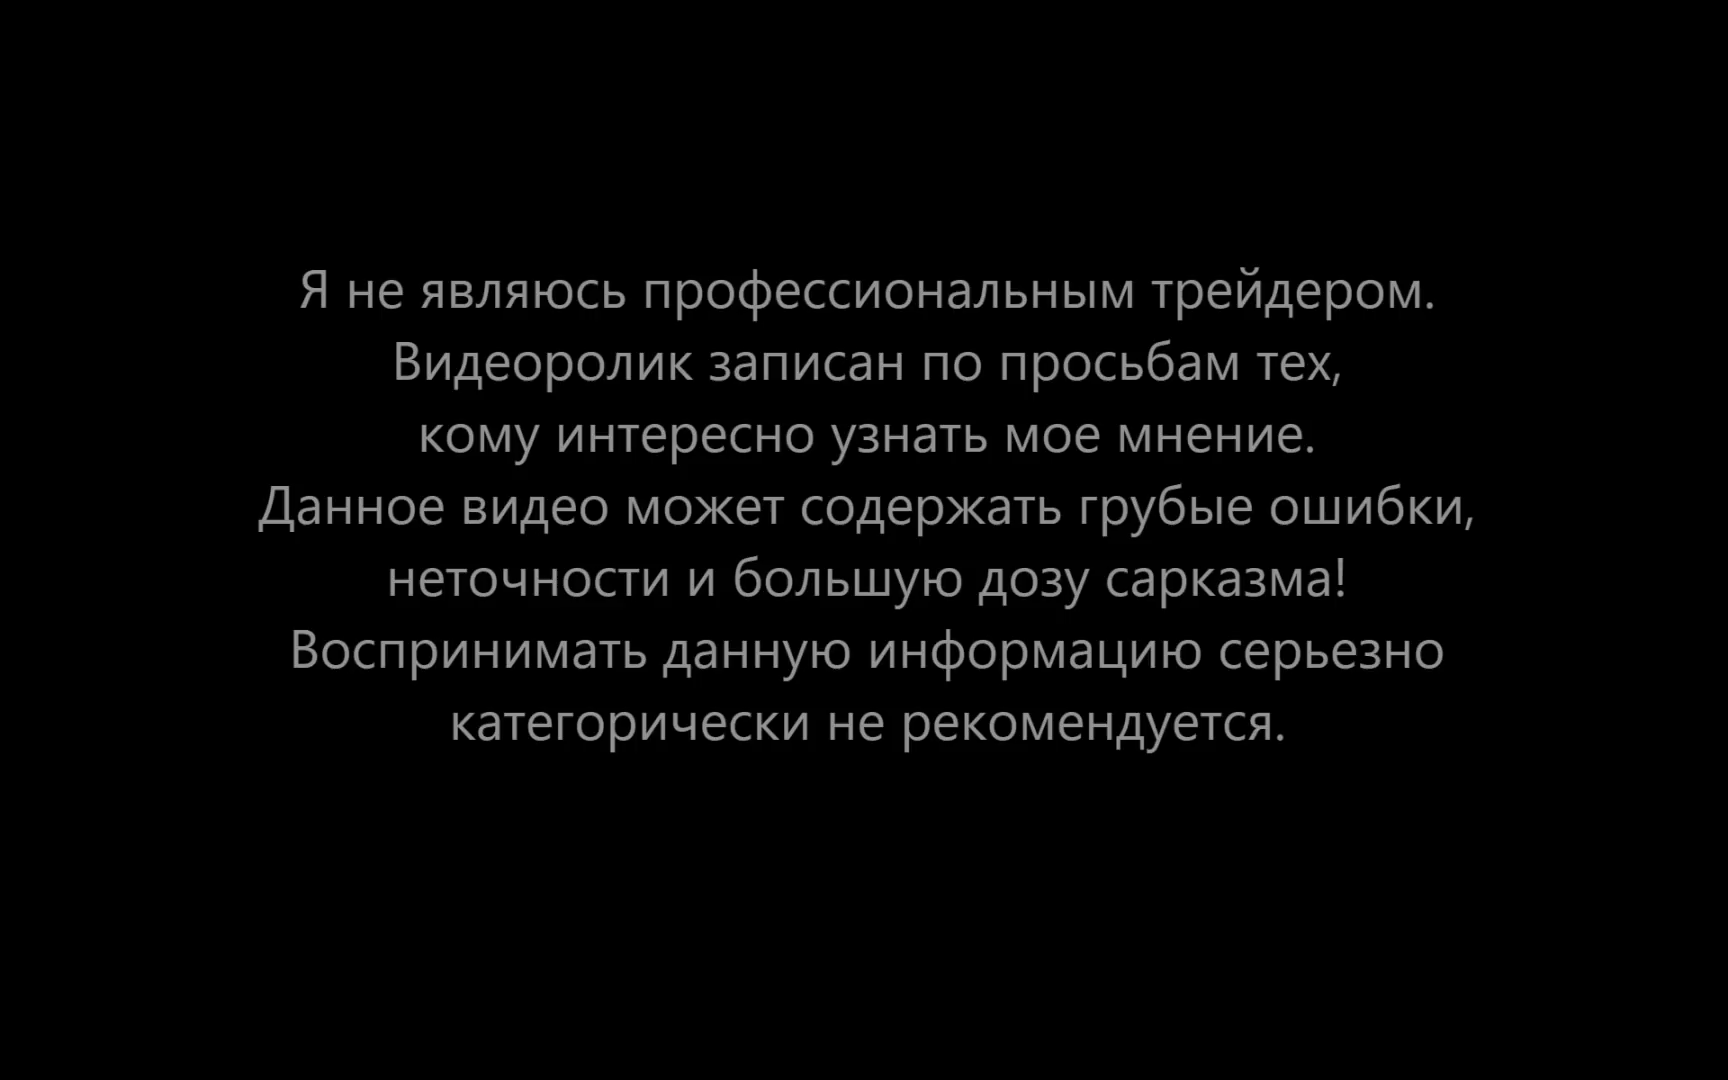 Я не являюсь профессиональным трейдером.
Видеоролик записан по просьбам тех,
кому интересно узнать мое мнение.
Данное видео может содержать грубые ошибки,
неточности и большую дозу сарказма!
Воспринимать данную информацию серьезно
категорически не рекомендуется.